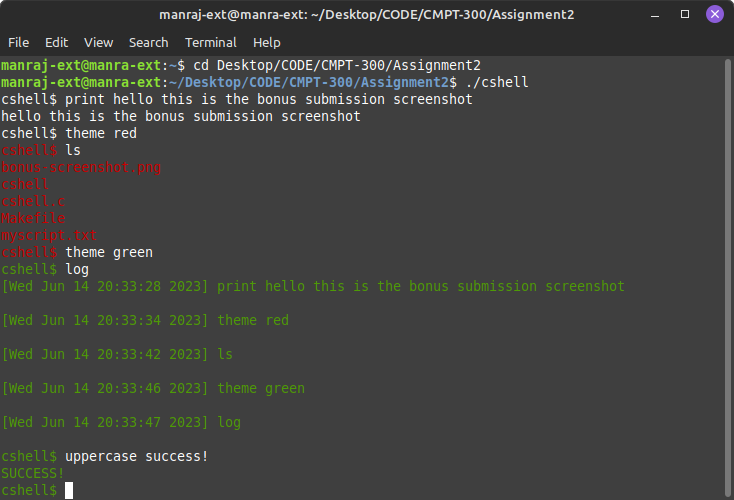 manraj-ext@manra-ext: ~/Desktop/CODE/CMPT-300/Assignment2
File Edit View Search Terminal Help
manraj-ext@manra-ext:~$ cd Desktop/CODE/CMPT-300/Assignment2
manraj-ext@manra-ext:~/Desktop/CODE/CMPT-300/Assignment2$ ./cshell
cshell$ print hello this is the bonus submission screenshot
hello this is the bonus submission screenshot
cshell$ theme red
cshell$ ls
bonus-screenshot.png
cshell
cshell.c
Makefile
myscript.txt
cshell$ theme green
cshell$ log
[Wed Jun 14 20:33:28 2023] print hello this is the bonus submission screenshot
[Wed Jun 14 20:33:34 2023] theme red
[Wed Jun 14 20:33:42 2023] ls
[Wed Jun 14 20:33:46 2023] theme green
[Wed Jun 14 20:33:47 2023] log
cshell$ uppercase success!
SUCCESS!
cshell$